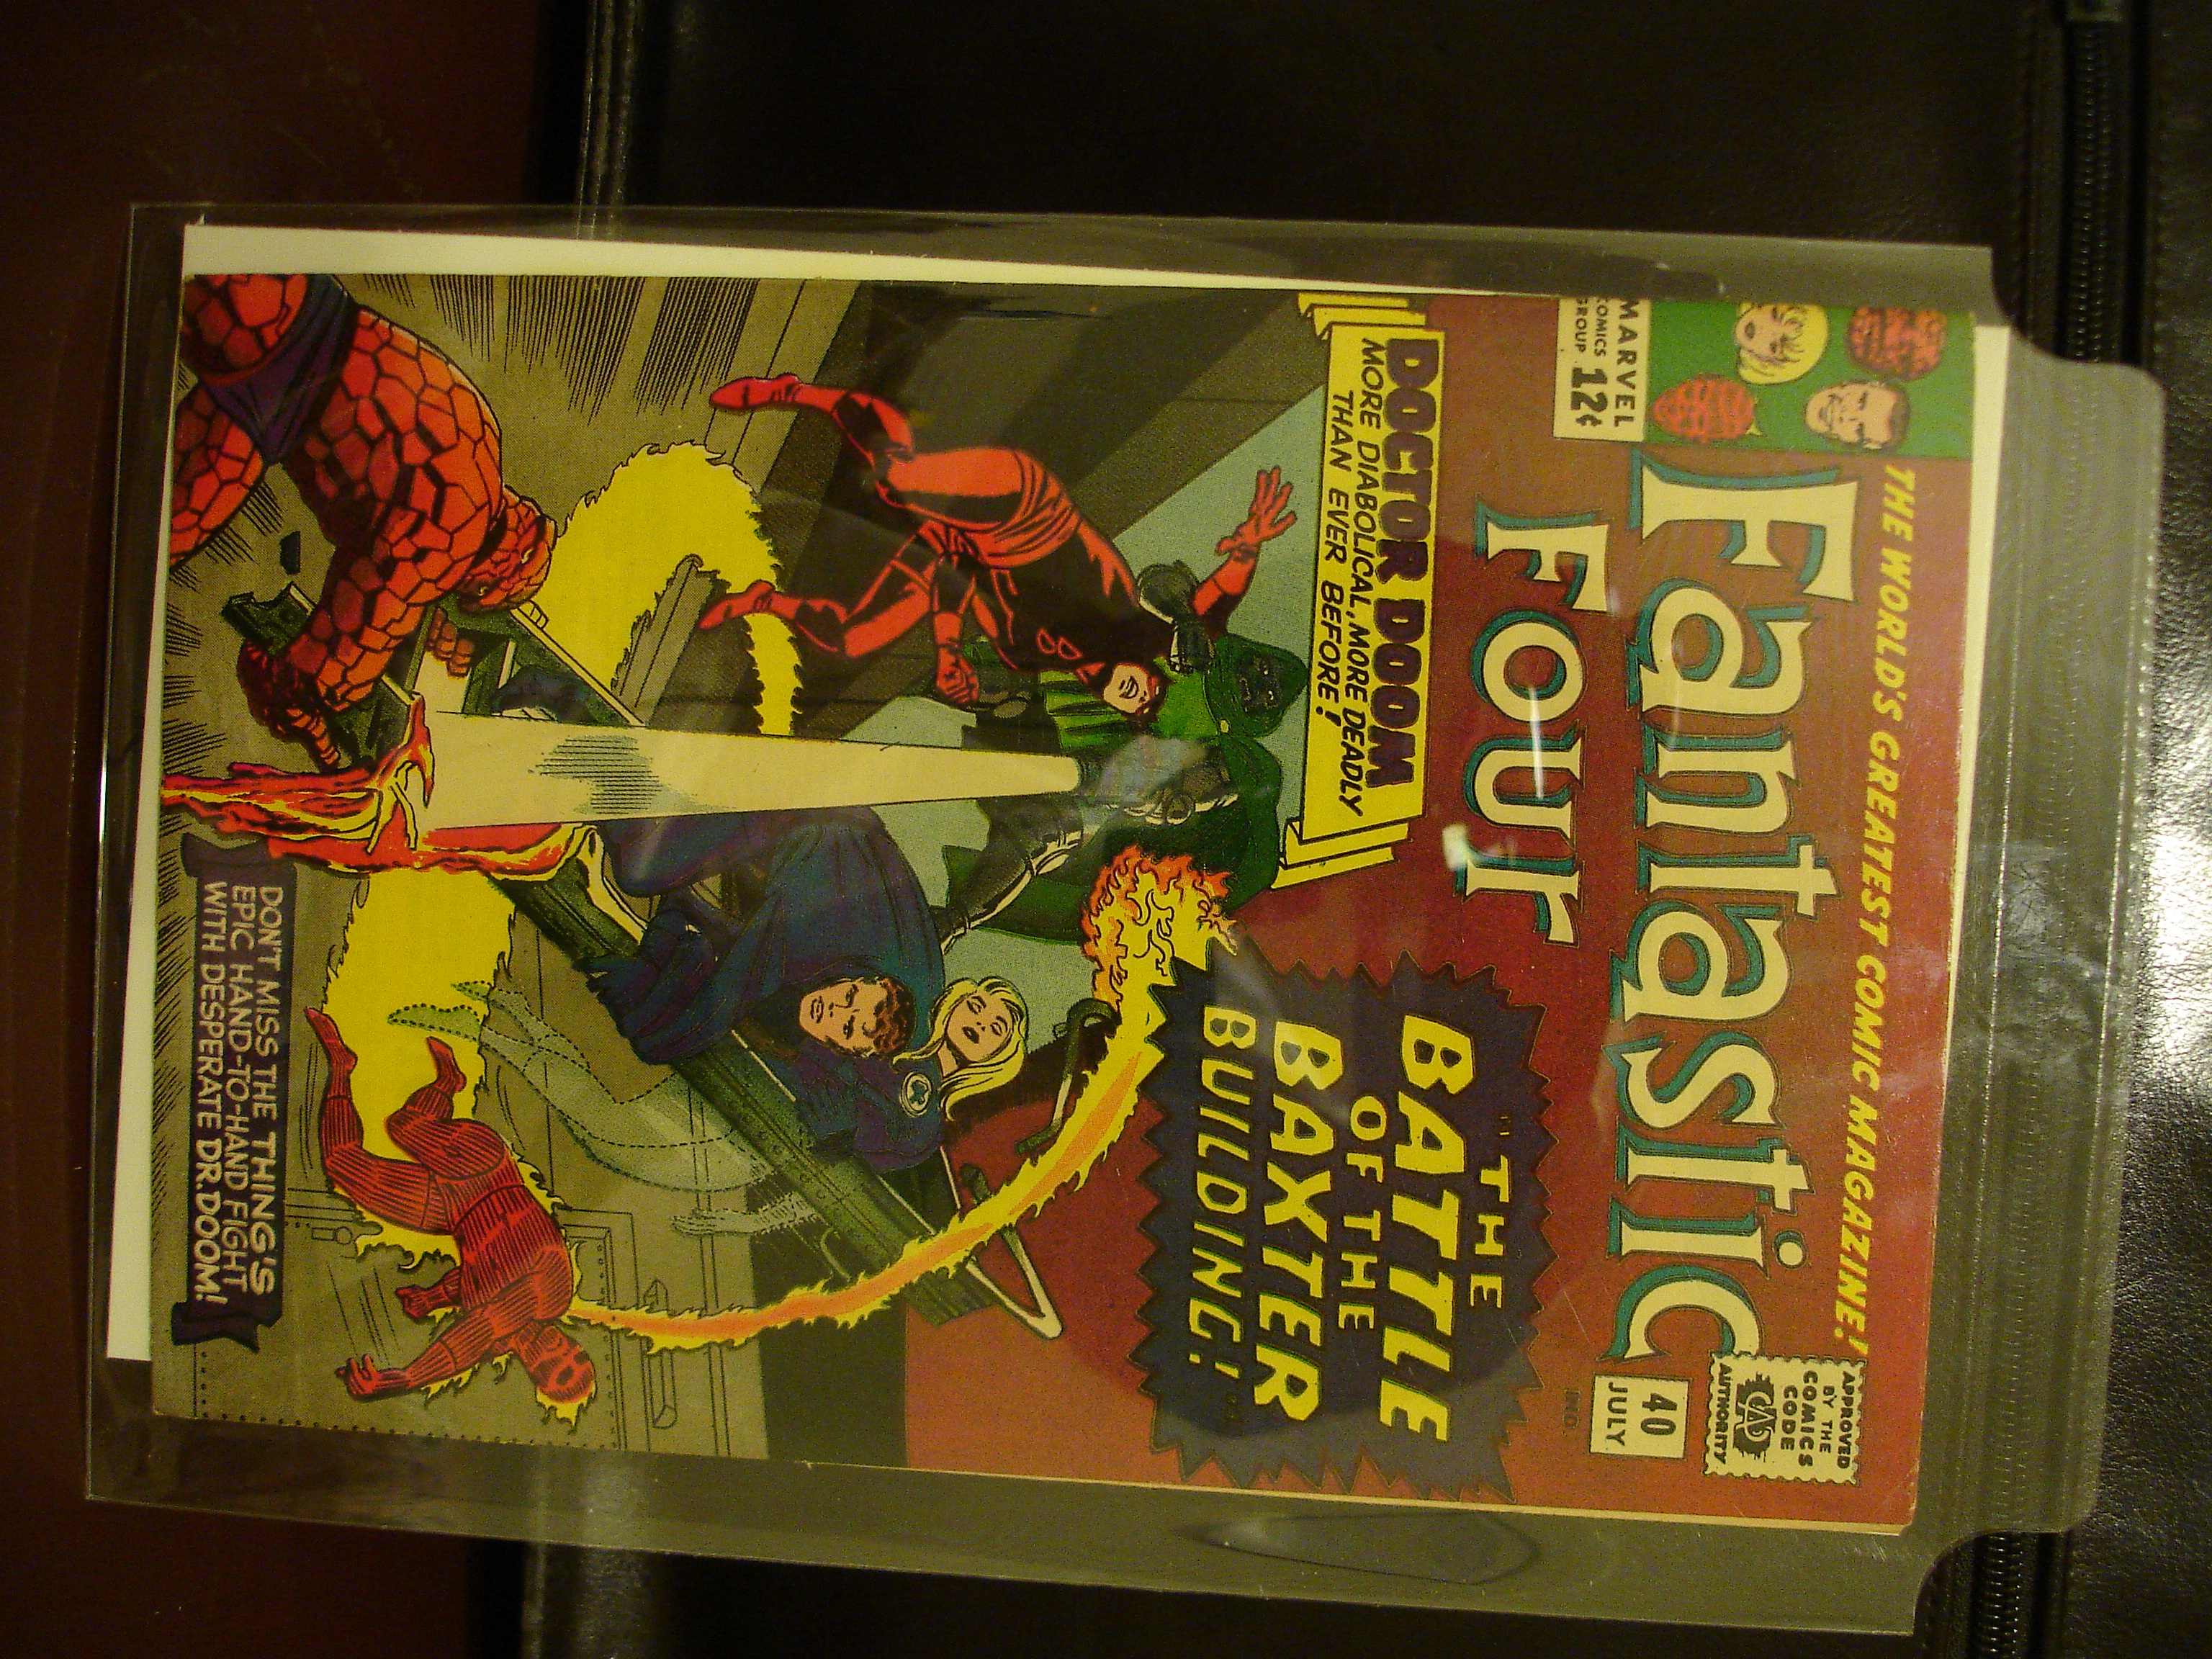 THE WORLD'S GREATEST COMIC MAGAZINE!
Fantastic
Four
MARVEL
COMICS
GROUP
12¢
APPROVED
BY THE
COMICS
CODE
AUTHORITY
CA
40
JULY
IND.
DOCTOR DOOM
MORE DIABOLICAL, MORE DEADLY
THAN EVER BEFORE!
"THE
BATTLE
OF THE
BAXTER
BUILDING!"
DON'T MISS THE THING'S
EPIC HAND-TO-HAND FIGHT
WITH DESPERATE DR. DOOM!